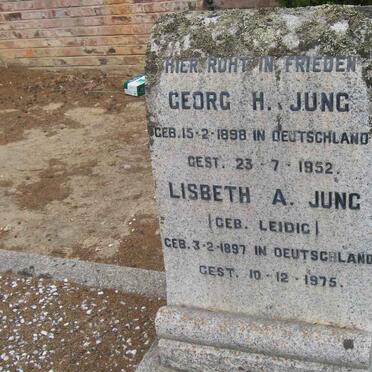 HIER RUHT IN FRIEDEN
GEORG H. JUNG
GEB. 15-2-1898 IN DEUTSCHLAND
GEST. 23-7-1952.
LISBETH A. JUNG
(GEB. LEIDIG)
GEB. 3-2-1897 IN DEUTSCHLAND
GEST. 10-12-1975.